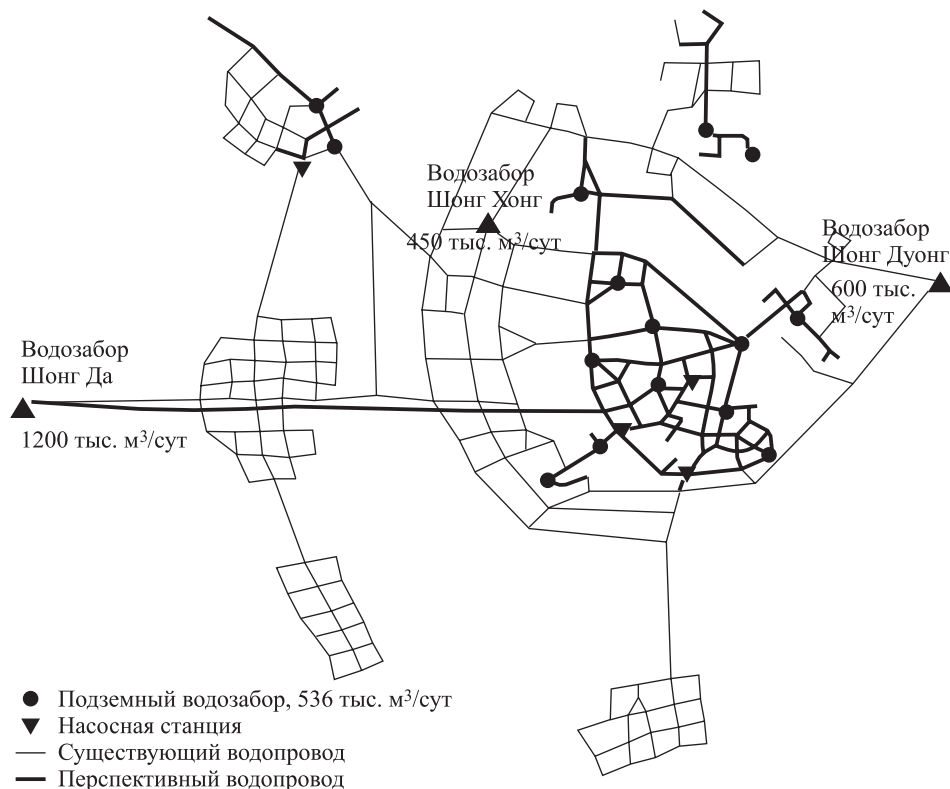 Водозабор
Шонг Хонг
450 тыс. м³/сут
Водозабор
Шонг Дуонг
600 тыс.
м³/сут
Водозабор
Шонг Да
1200 тыс. м³/сут
Подземный водозабор, 536 тыс. м³/сут
Насосная станция
Существующий водопровод
Перспективный водопровод